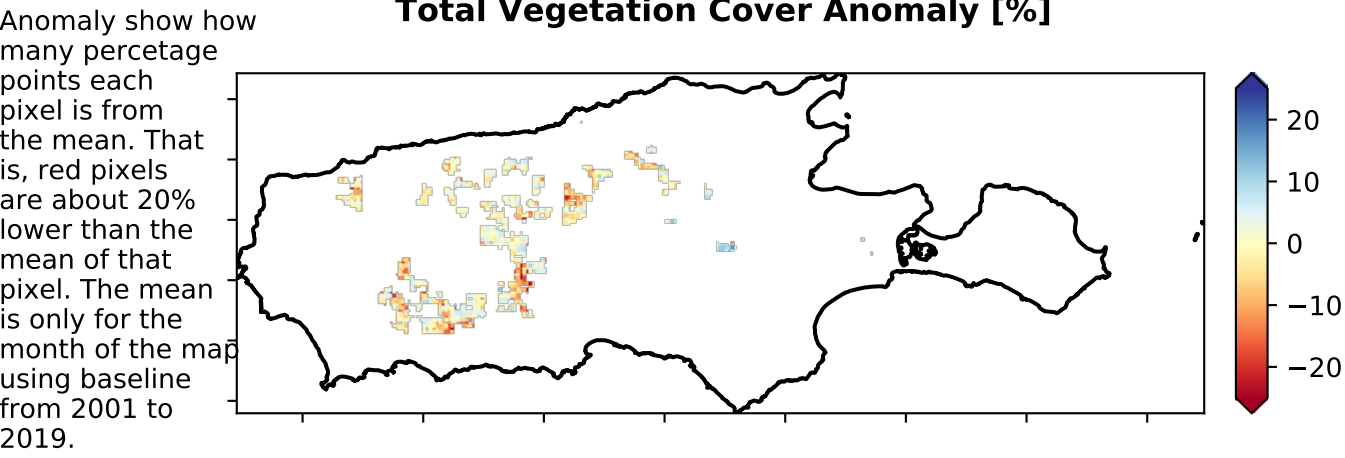 Total Vegetation Cover Anomaly [%]
Anomaly show how
many percetage
points each
pixel is from
the mean. That
is, red pixels
are about 20%
lower than the
mean of that
pixel. The mean
is only for the
month of the map
using baseline
from 2001 to
2019.
20
10
0
−10
−20